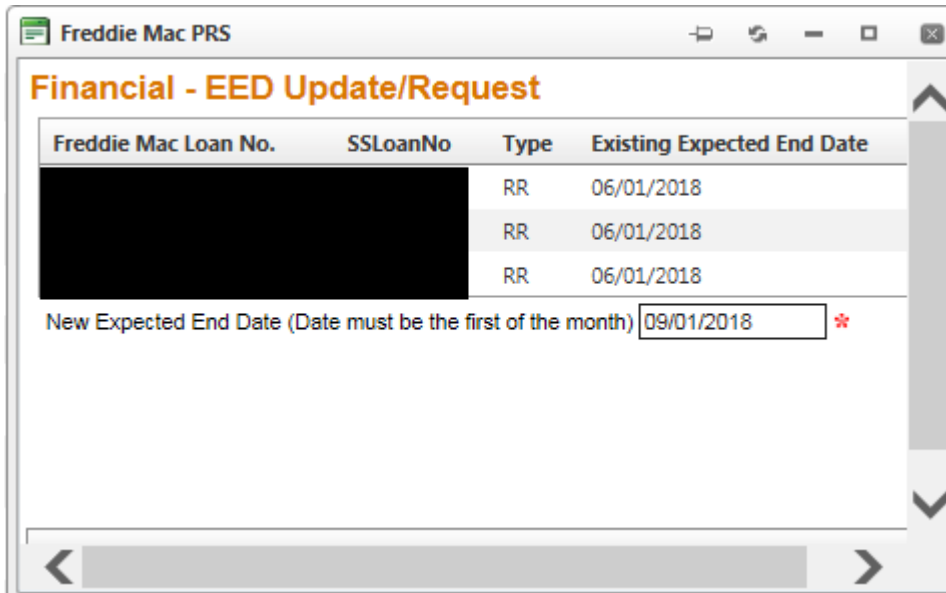 Freddie Mac PRS
Financial - EED Update/Request
Freddie Mac Loan No. SSLoanNo Type Existing Expected End Date
RR 06/01/2018
RR 06/01/2018
RR 06/01/2018
New Expected End Date (Date must be the first of the month) 09/01/2018 *